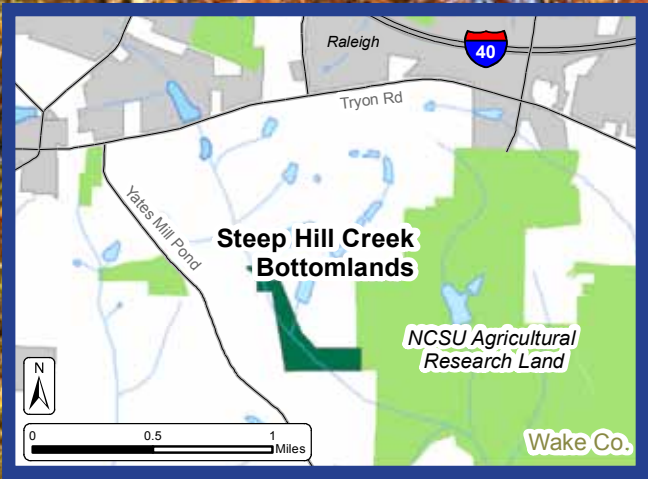 Raleigh
40
Tryon Rd
Yates Mill Pond
Steep Hill Creek
Bottomlands
NCSU Agricultural
Research Land
N
0 0.5 1
Miles
Wake Co.